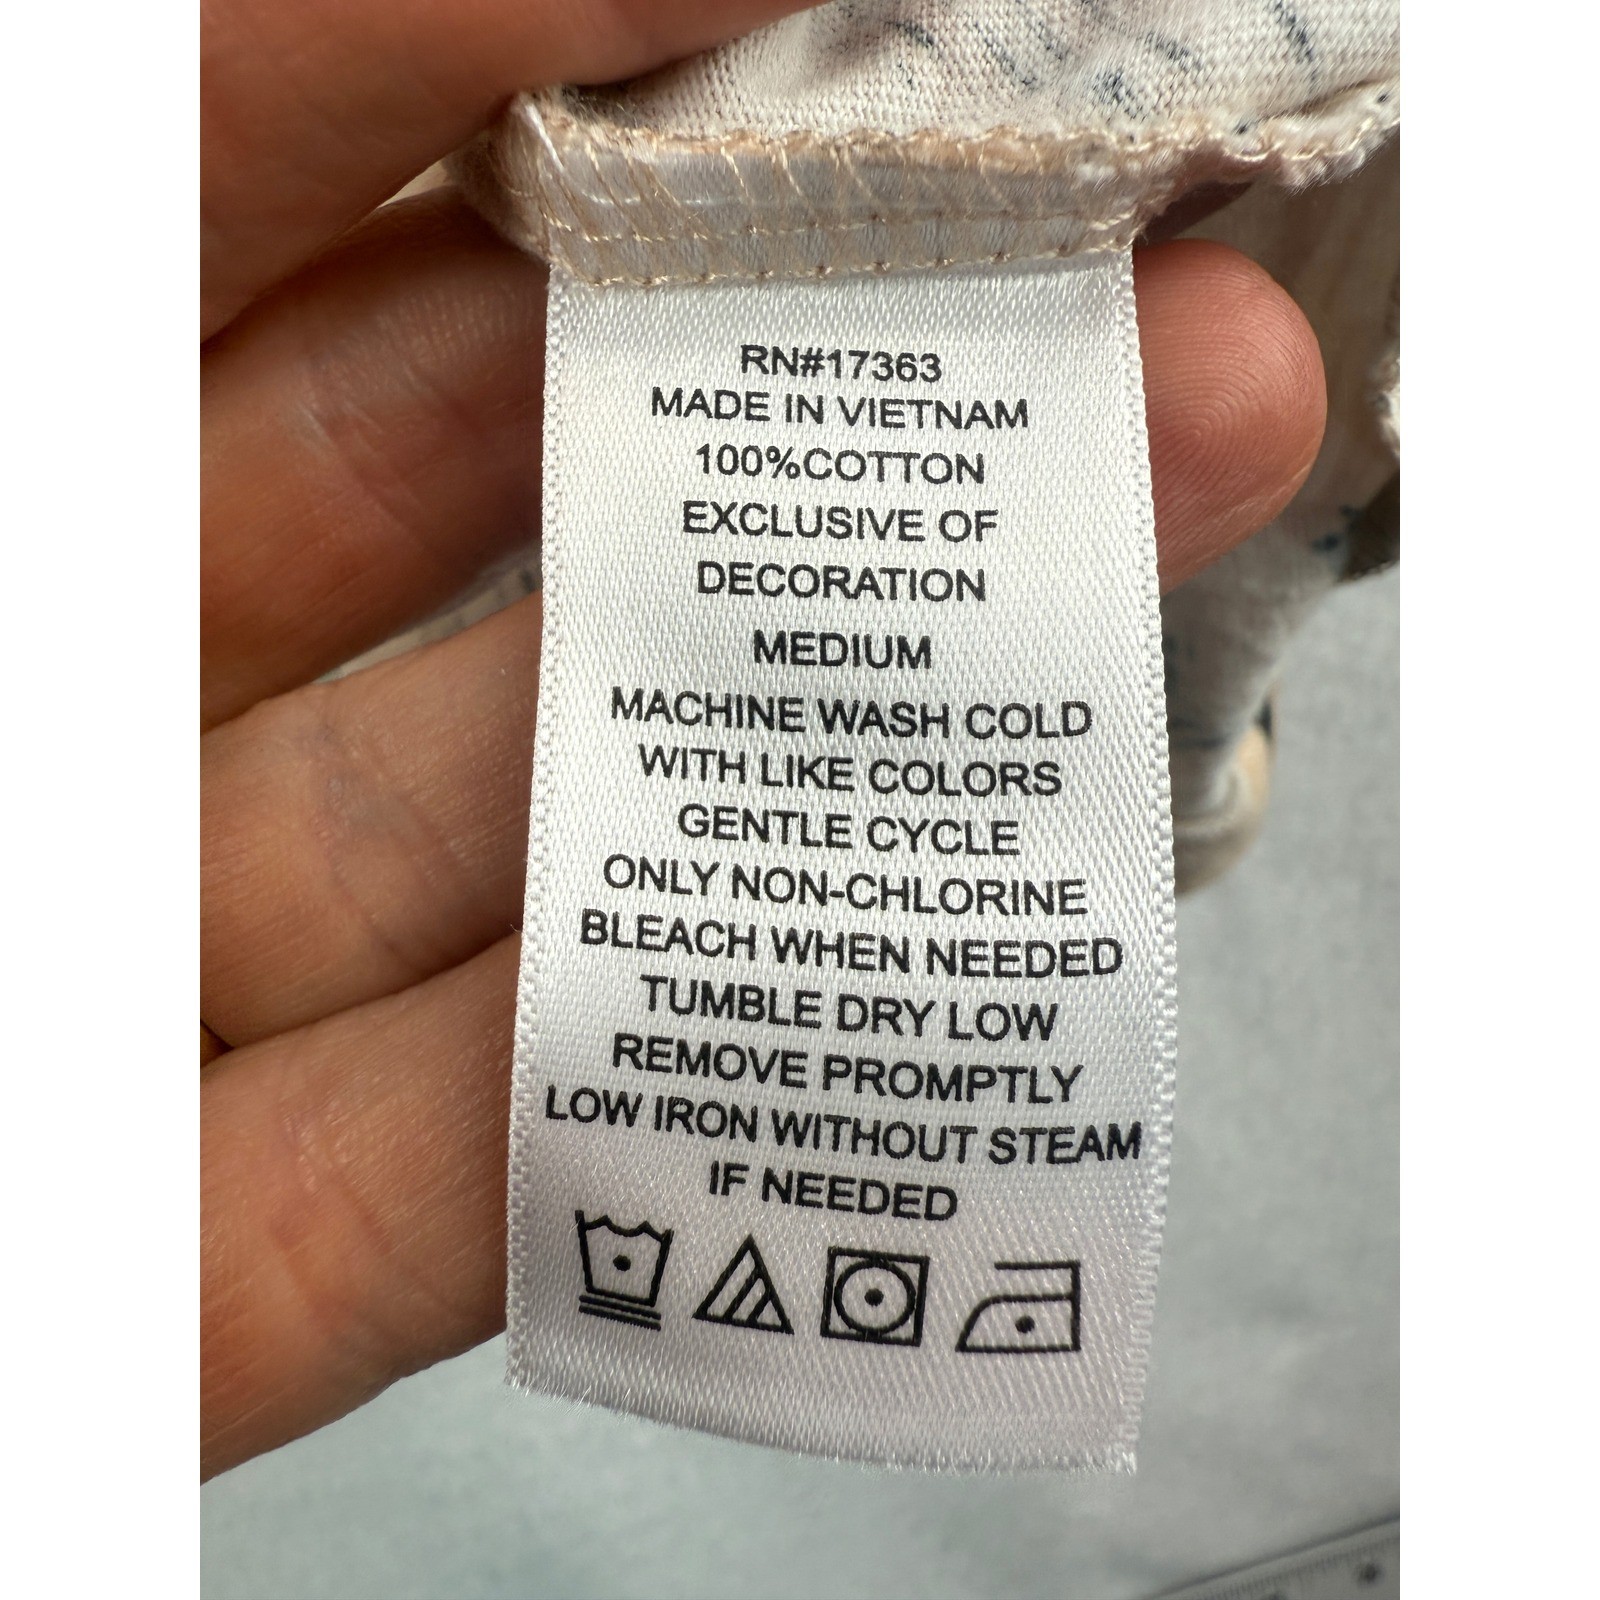 RN#17363
MADE IN VIETNAM
100%COTTON
EXCLUSIVE OF
DECORATION
MEDIUM
MACHINE WASH COLD
WITH LIKE COLORS
GENTLE CYCLE
ONLY NON-CHLORINE
BLEACH WHEN NEEDED
TUMBLE DRY LOW
REMOVE PROMPTLY
LOW IRON WITHOUT STEAM
IF NEEDED